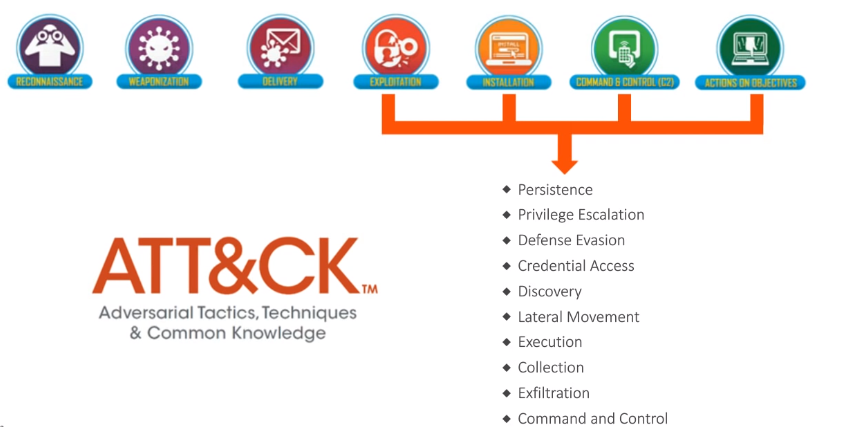 RECONNAISSANCE
WEAPONIZATION
DELIVERY
EXPLOITATION
INSTALLATION
COMMAND & CONTROL (C2)
ACTIONS ON OBJECTIVES
Persistence
Privilege Escalation
Defense Evasion
Credential Access
Discovery
Lateral Movement
Execution
Collection
Exfiltration
Command and Control
ATT&CK™
Adversarial Tactics, Techniques
& Common Knowledge